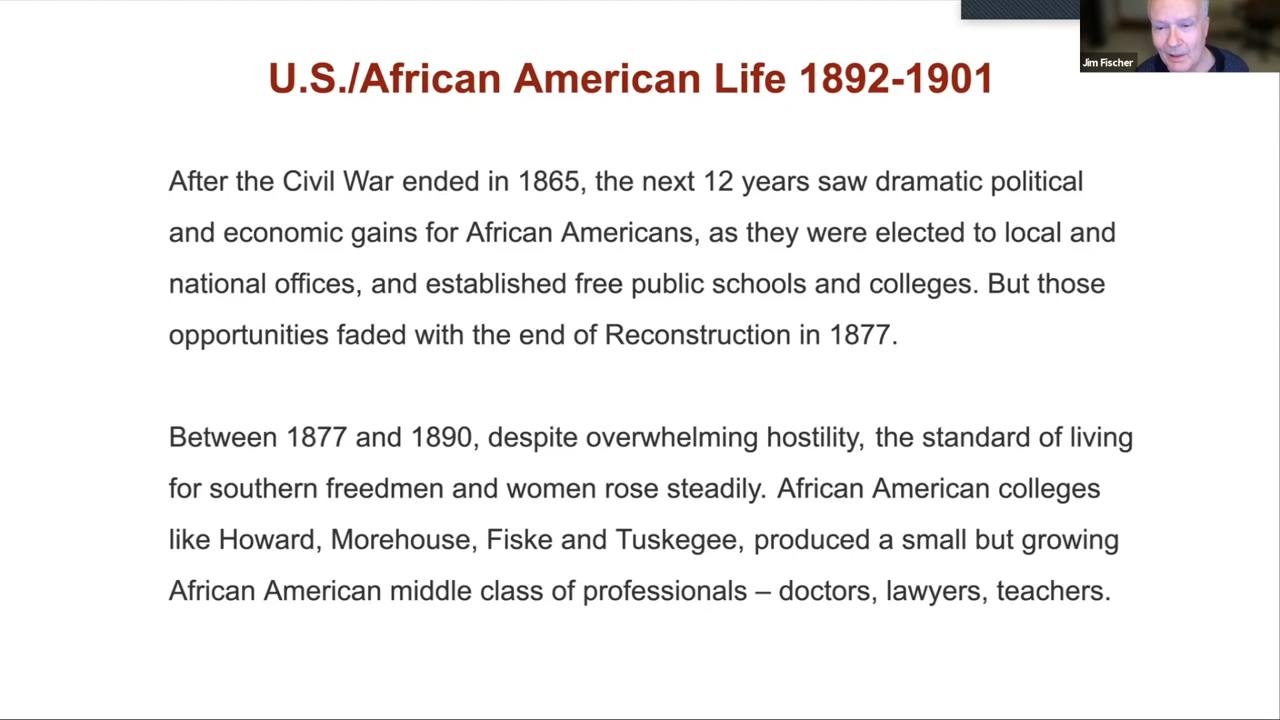 U.S./African American Life 1892-1901
Jim Fischer
After the Civil War ended in 1865, the next 12 years saw dramatic political
and economic gains for African Americans, as they were elected to local and
national offices, and established free public schools and colleges. But those
opportunities faded with the end of Reconstruction in 1877.
Between 1877 and 1890, despite overwhelming hostility, the standard of living
for southern freedmen and women rose steadily. African American colleges
like Howard, Morehouse, Fiske and Tuskegee, produced a small but growing
African American middle class of professionals – doctors, lawyers, teachers.